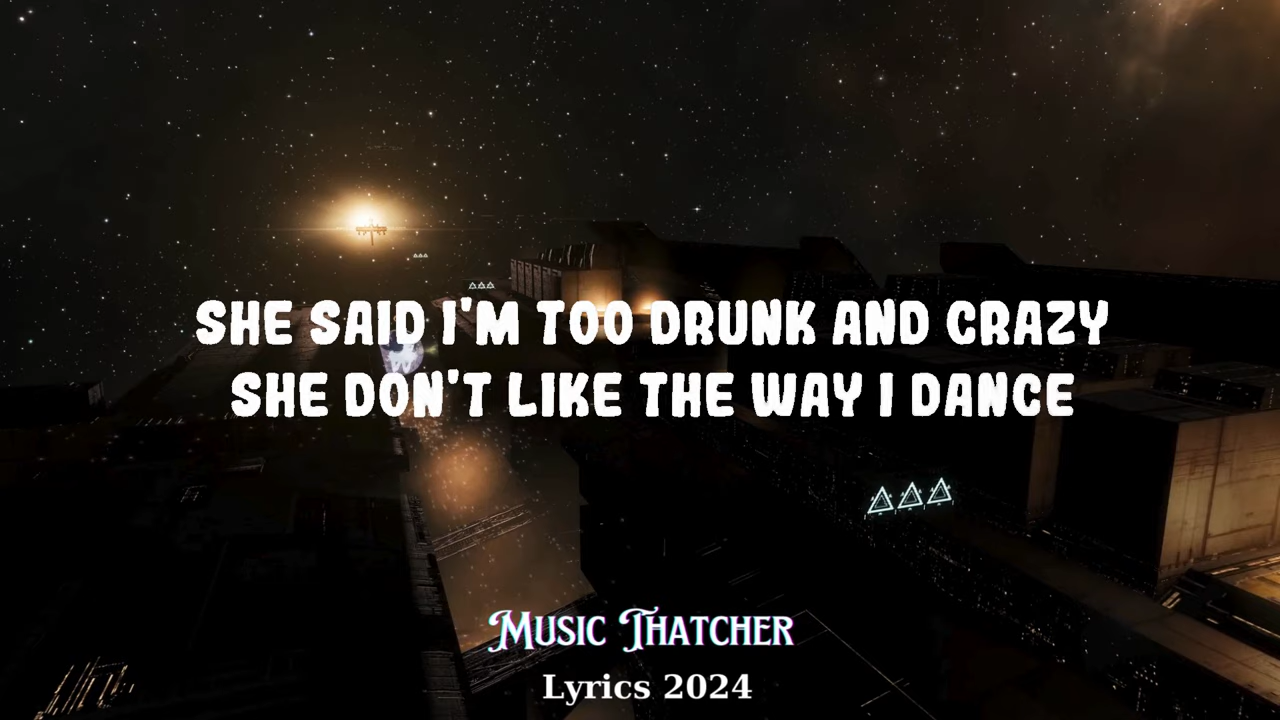 SHE SAID I'M TOO DRUNK AND CRAZY
SHE DON'T LIKE THE WAY I DANCE
MUSIC THATCHER
Lyrics 2024